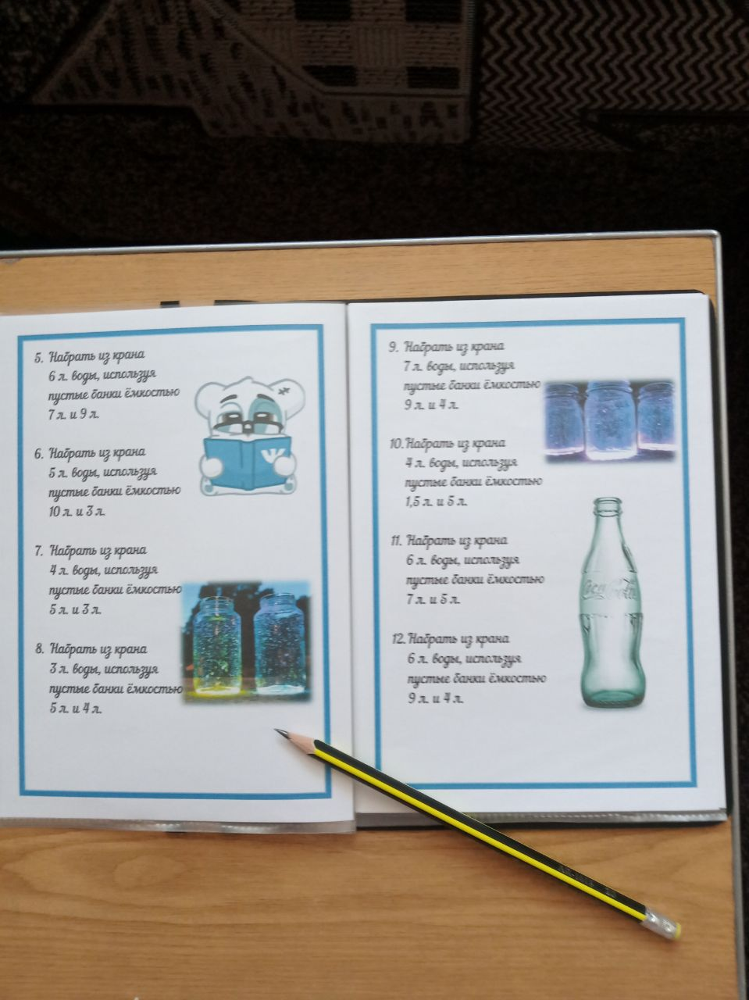 5. Набрать из крана
6 л. воды, используя
пустые банки ёмкостью
7 л. и 9 л.
6. Набрать из крана
5 л. воды, используя
пустые банки ёмкостью
10 л. и 3 л.
7. Набрать из крана
4 л. воды, используя
пустые банки ёмкостью
5 л. и 3 л.
8. Набрать из крана
3 л. воды, используя
пустые банки ёмкостью
5 л. и 4 л.
9. Набрать из крана
7 л. воды, используя
пустые банки ёмкостью
9 л. и 4 л.
10. Набрать из крана
4 л. воды, используя
пустые банки ёмкостью
1,5 л. и 5 л.
11. Набрать из крана
6 л. воды, используя
пустые банки ёмкостью
7 л. и 5 л.
12. Набрать из крана
6 л. воды, используя
пустые банки ёмкостью
9 л. и 4 л.
Coca-Cola